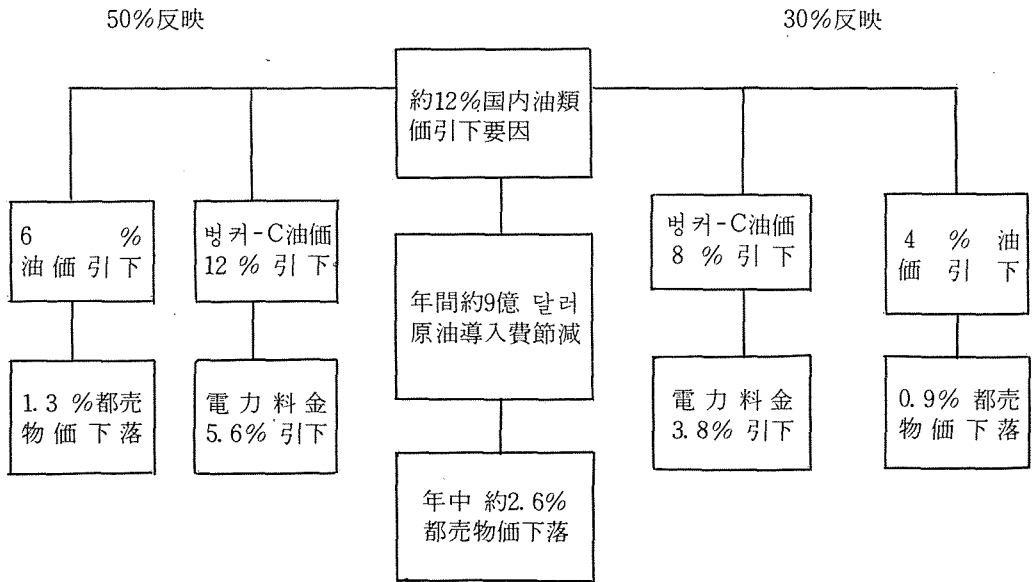 50%反映
30%反映
約12%国内油類
価引下要因
6 %
油価引下
벙커-C油価
12%引下
年間約9億 달러
原油導入費節減
벙커-C油価
8%引下
4 % 油
価 引 下
1.3 %都売
物価下落
電力料金
5.6% 引下
電力料金
3.8% 引下
0.9% 都売
物価下落
年中 約2.6%
都売物価下落